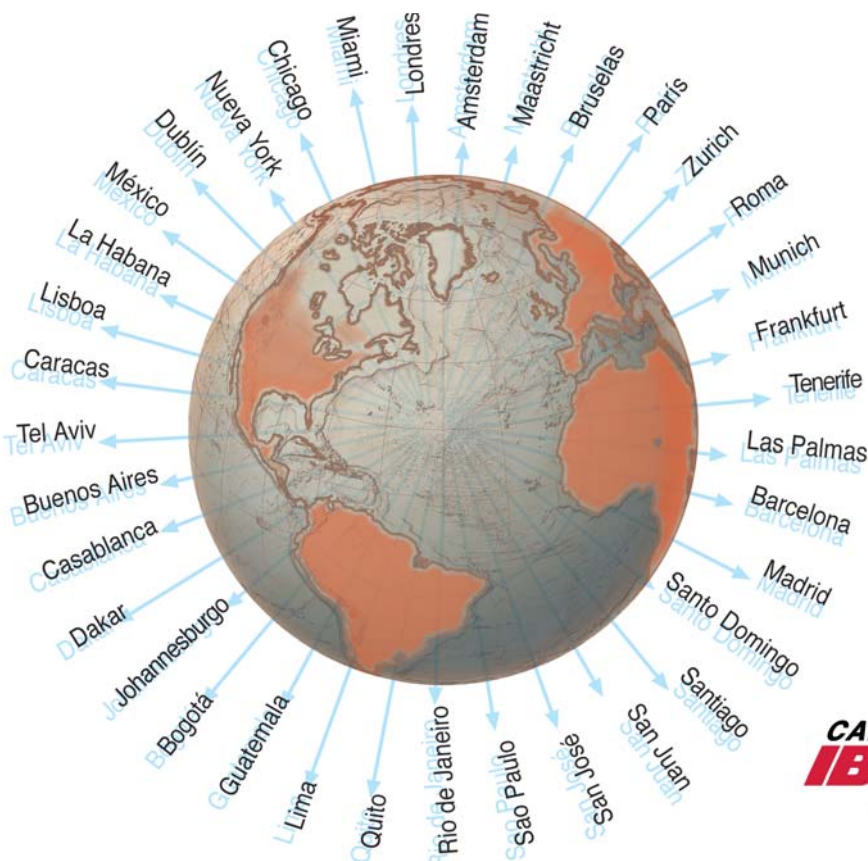 Londres
Amsterdam
Maastricht
Bruselas
París
Zurich
Roma
Munich
Frankfurt
Tenerife
Las Palmas
Barcelona
Madrid
Santo Domingo
Santiago
San Juan
San José
Sao Paulo
Rio de Janeiro
Quito
Lima
Guatemala
Bogotá
Johannesburgo
Dakar
Casablanca
Buenos Aires
Tel Aviv
Caracas
Lisboa
La Habana
México
Dublín
Nueva York
Chicago
Miami